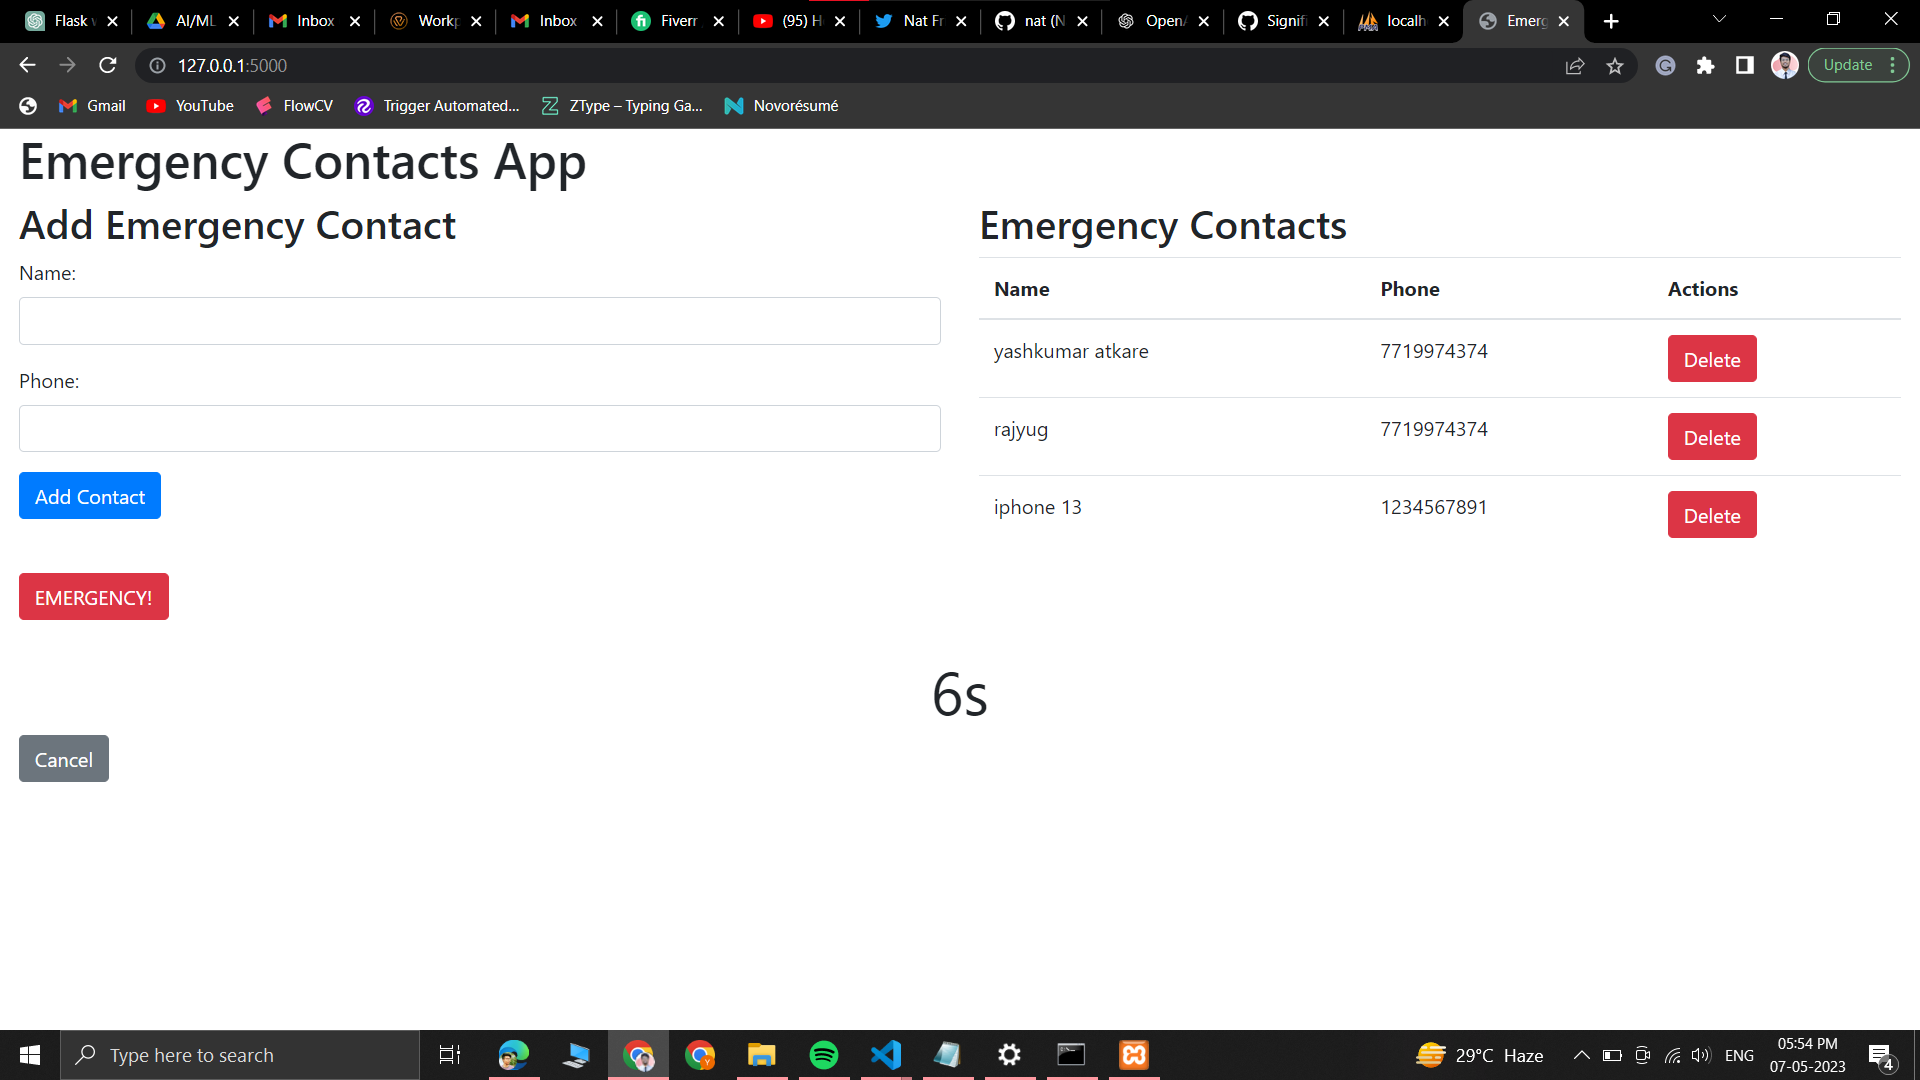 Flask w
AI/ML
Inbox
Workp
Inbox
Fiverr
(95) H
Nat Fr
nat (N
OpenA
Signifi
localh
Emerg
127.0.0.1:5000
Update
Gmail
YouTube
FlowCV
Trigger Automated...
ZType – Typing Ga...
Novorésumé
Emergency Contacts App
Add Emergency Contact
Name:
Phone:
Add Contact
EMERGENCY!
Emergency Contacts
Name Phone Actions
yashkumar atkare 7719974374 Delete
rajyug 7719974374 Delete
iphone 13 1234567891 Delete
6s
Cancel
Type here to search
29°C Haze
ENG
05:54 PM
07-05-2023
4